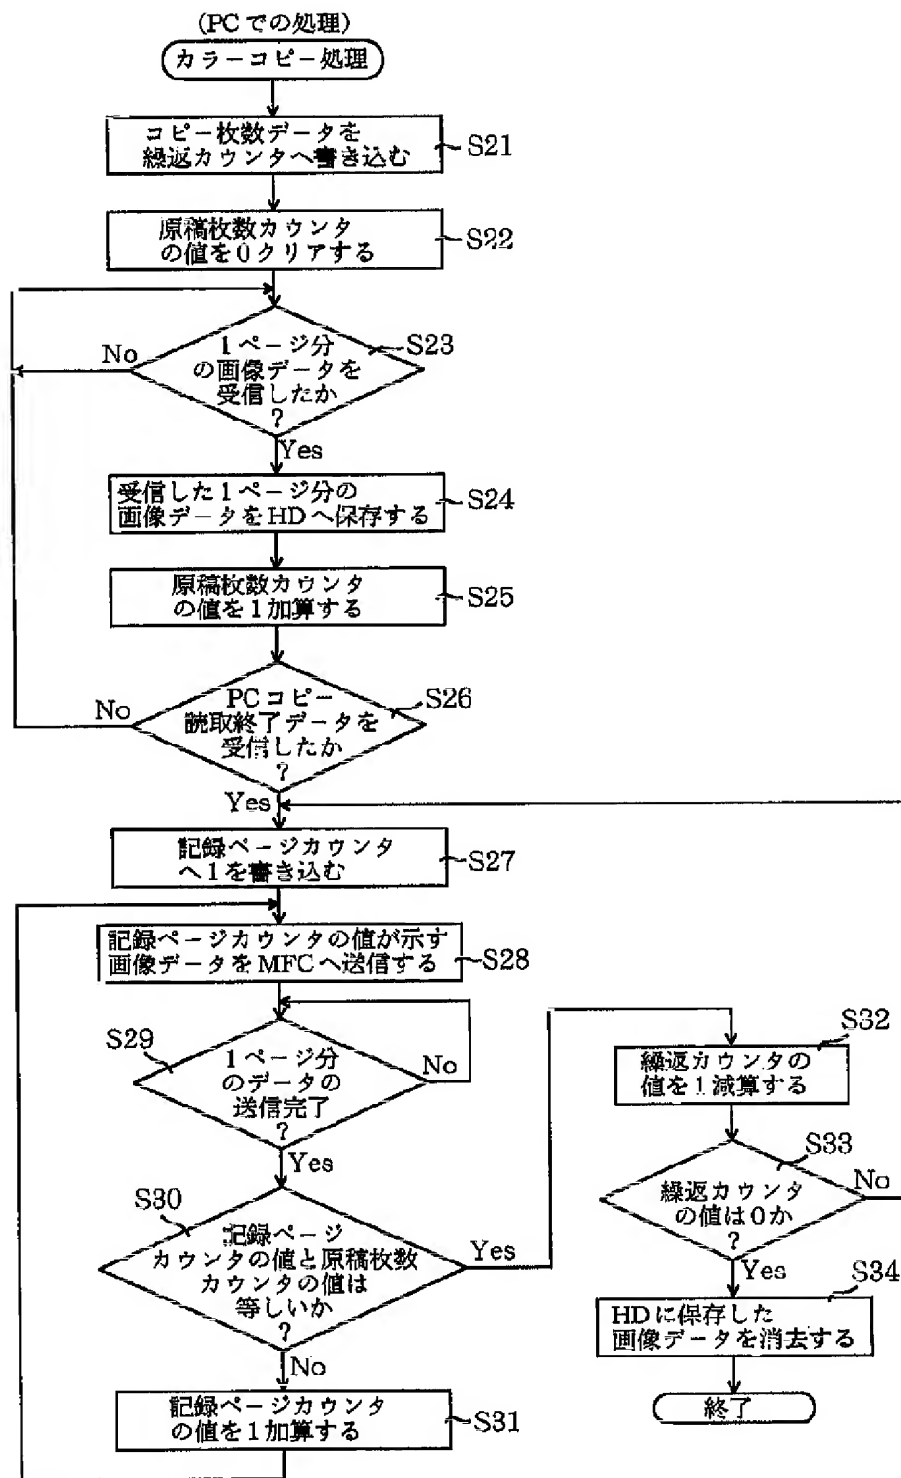 (PCでの処理)
カラーコピー処理
コピー枚数データを
繰返カウンタへ書き込む
S21
原稿枚数カウンタ
の値を0クリアする
S22
1ページ分
の画像データを
受信したか
?
S23
No
Yes
受信した1ページ分の
画像データをHDへ保存する
S24
原稿枚数カウンタ
の値を1加算する
S25
PCコピー
読取終了データを
受信したか
?
S26
No
Yes
記録ページカウンタ
へ1を書き込む
S27
記録ページカウンタの値が示す
画像データをMFCへ送信する
S28
S29
1ページ分
のデータの
送信完了
?
No
Yes
S30
記録ページ
カウンタの値と原稿枚数
カウンタの値は
等しいか
?
Yes
No
記録ページカウンタ
の値を1加算する
S31
S32
繰返カウンタの
値を1減算する
S33
繰返カウンタ
の値は0か
?
No
Yes
S34
HDに保存した
画像データを消去する
終了